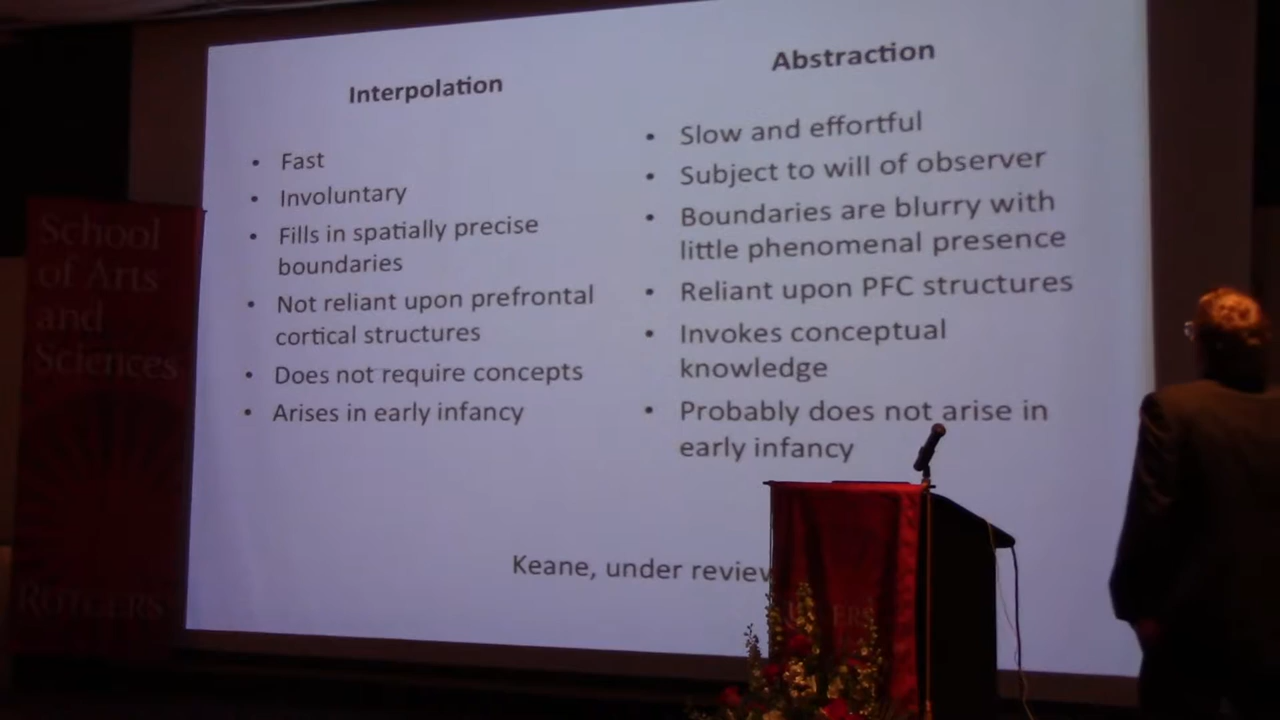 Interpolation
• Fast
• Involuntary
• Fills in spatially precise
boundaries
• Not reliant upon prefrontal
cortical structures
• Does not require concepts
• Arises in early infancy
Abstraction
• Slow and effortful
• Subject to will of observer
• Boundaries are blurry with
little phenomenal presence
• Reliant upon PFC structures
• Invokes conceptual
knowledge
• Probably does not arise in
early infancy
Keane, under review
School
of Arts
and
Sciences
RUTGERS